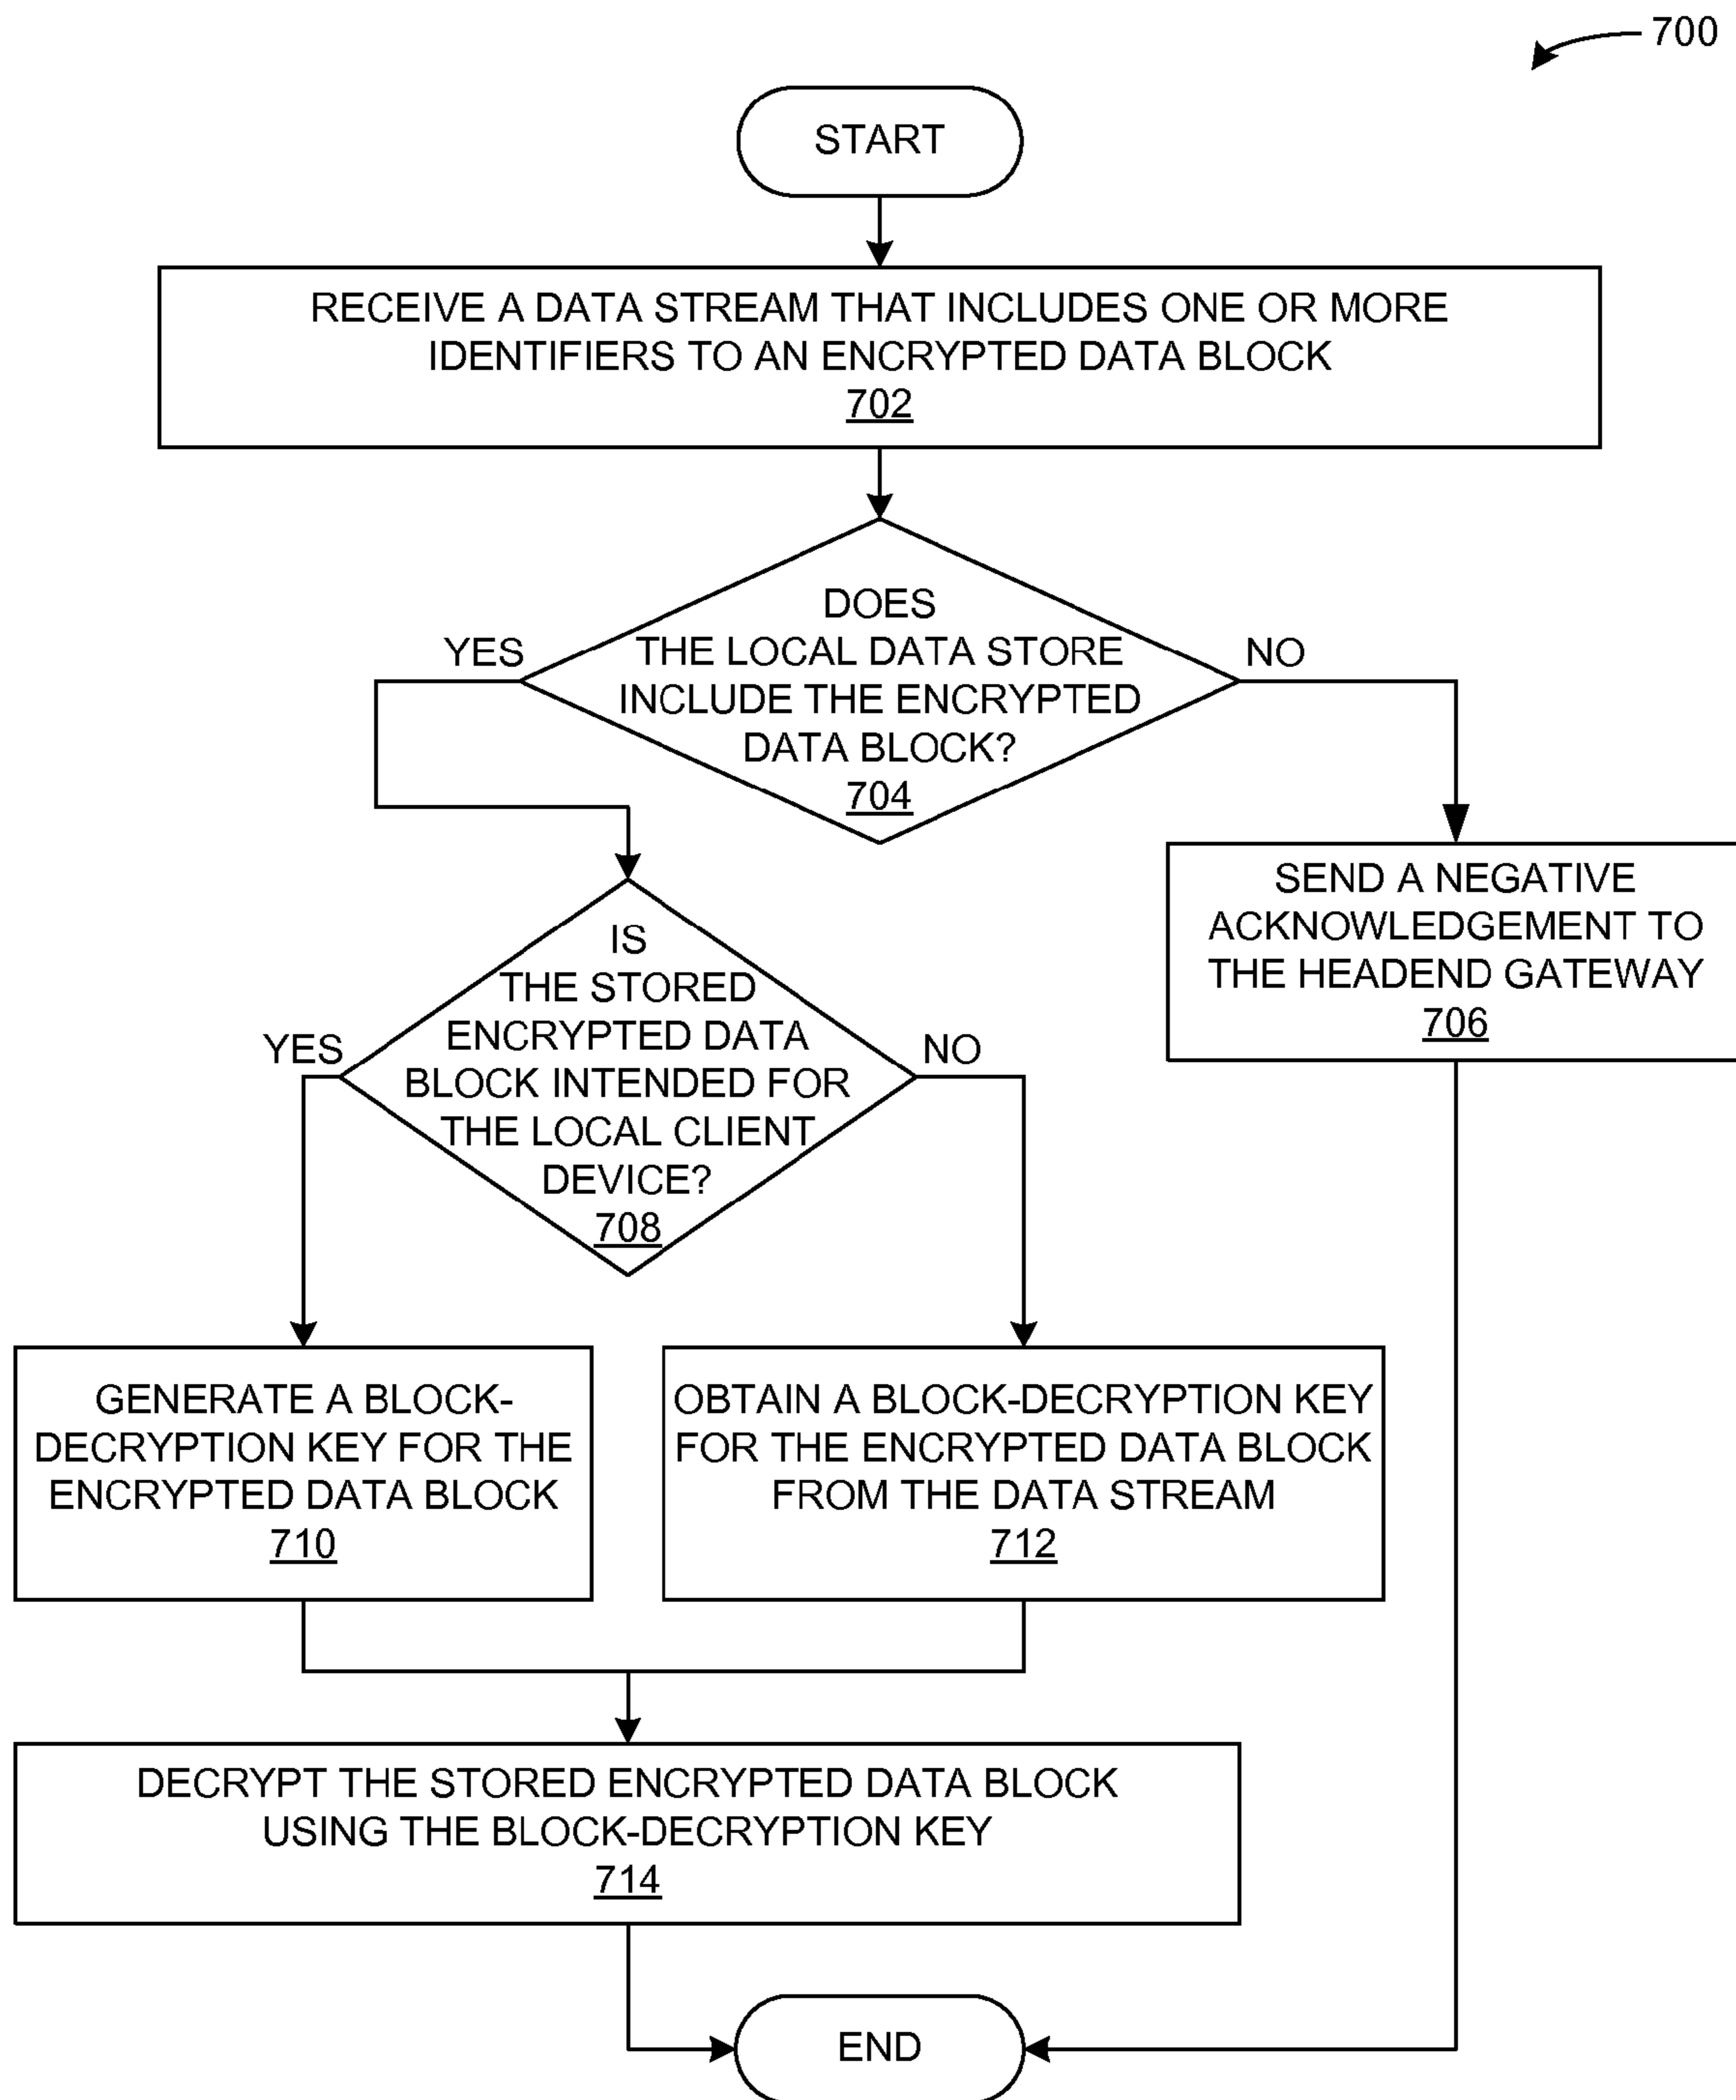 700
START
RECEIVE A DATA STREAM THAT INCLUDES ONE OR MORE
IDENTIFIERS TO AN ENCRYPTED DATA BLOCK
702
DOES
THE LOCAL DATA STORE
INCLUDE THE ENCRYPTED
DATA BLOCK?
704
YES
NO
SEND A NEGATIVE
ACKNOWLEDGEMENT TO
THE HEADEND GATEWAY
706
IS
THE STORED
ENCRYPTED DATA
BLOCK INTENDED FOR
THE LOCAL CLIENT
DEVICE?
708
YES
NO
GENERATE A BLOCK-
DECRYPTION KEY FOR THE
ENCRYPTED DATA BLOCK
710
OBTAIN A BLOCK-DECRYPTION KEY
FOR THE ENCRYPTED DATA BLOCK
FROM THE DATA STREAM
712
DECRYPT THE STORED ENCRYPTED DATA BLOCK
USING THE BLOCK-DECRYPTION KEY
714
END